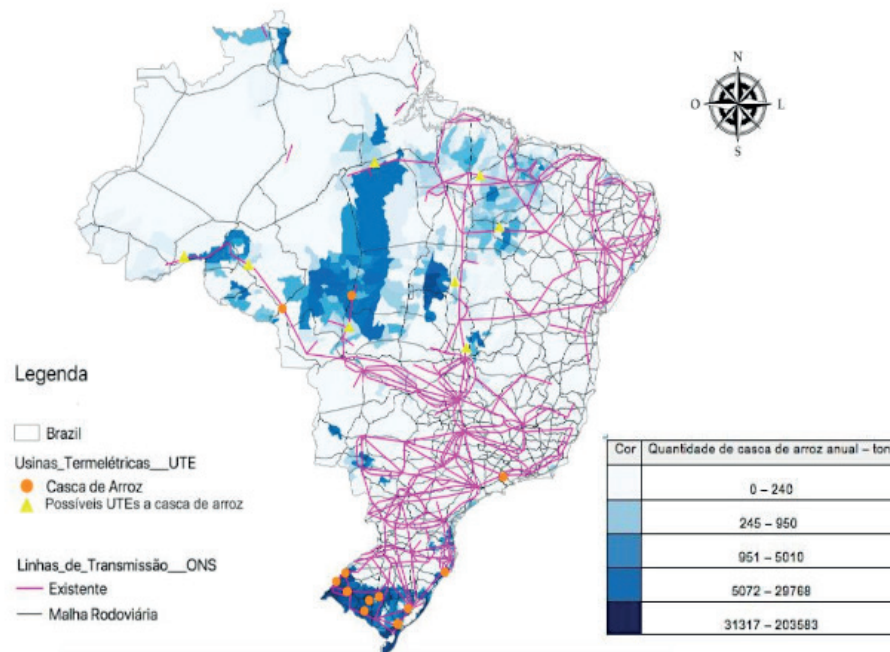 N
O
L
S
Legenda
Brazil
Usinas_Termelétricas__UTE
Casca de Arroz
Possíveis UTEs a casca de arroz
Linhas_de_Transmissão__ONS
Existente
Malha Rodoviária
Cor Quantidade de casca de arroz anual – ton
0 – 240
245 – 950
951 – 5010
5072 – 29768
31317 – 203583